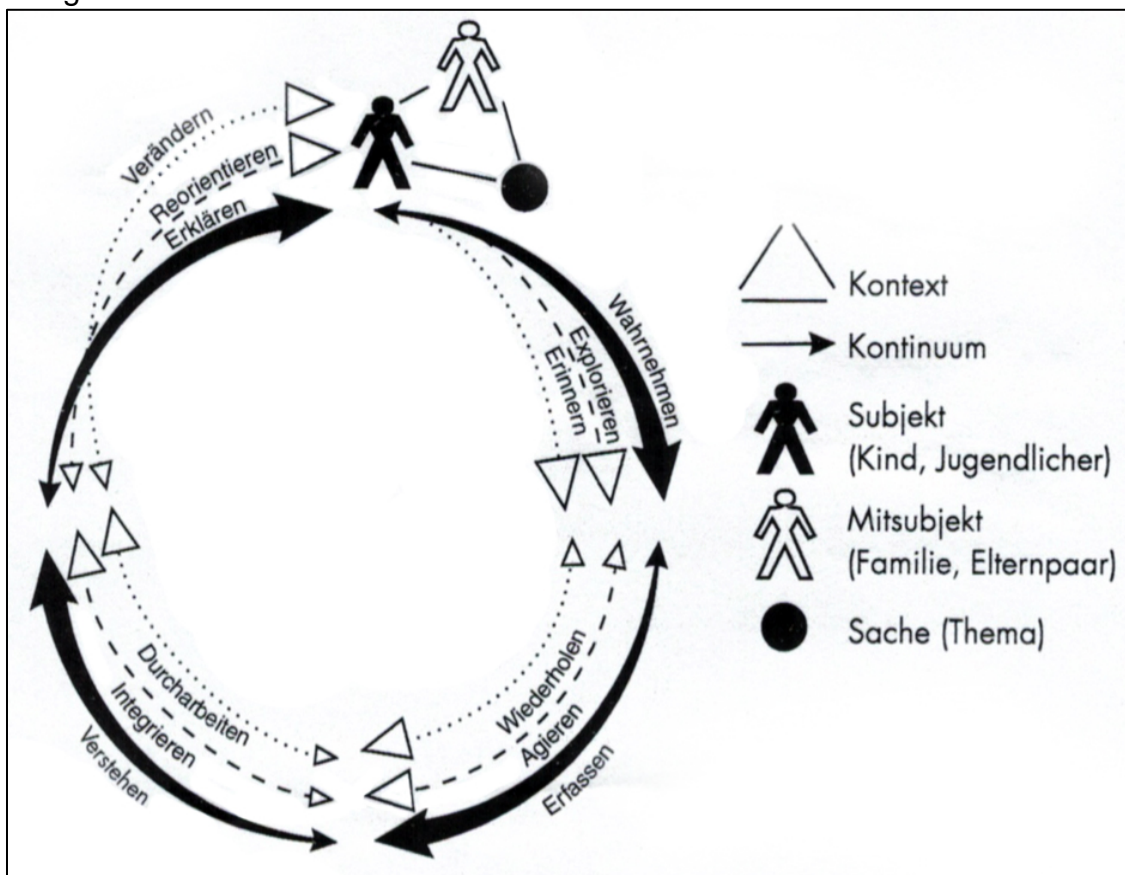 Verändern
Reorientieren
Erklären
Wahrnehmen
Explorieren
Erinnern
Wiederholen
Agieren
Erfassen
Durcharbeiten
Integrieren
Verstehen
Kontext
Kontinuum
Subjekt
(Kind, Jugendlicher)
Mitsubjekt
(Familie, Elternpaar)
Sache (Thema)